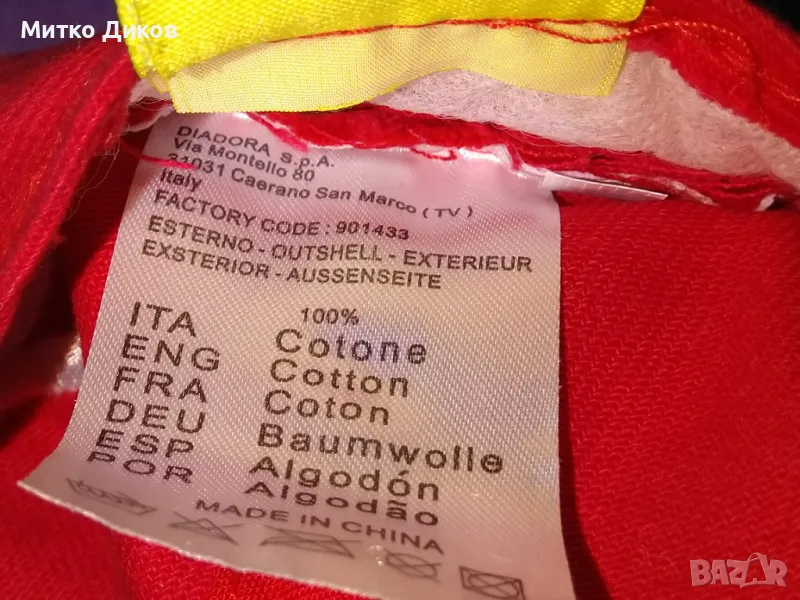 Митко Диков
DIADORA S.p.A.
Via Montello 80
31031 Caerano San Marco (TV)
Italy
FACTORY CODE: 901433
ESTERNO - OUTSHELL - EXTERIEUR
EXSTERIOR - AUSSENSEITE
100%
ITA Cotone
ENG Cotton
FRA Coton
DEU Baumwolle
ESP Algodón
POR Algodão
MADE IN CHINA
BAZAR